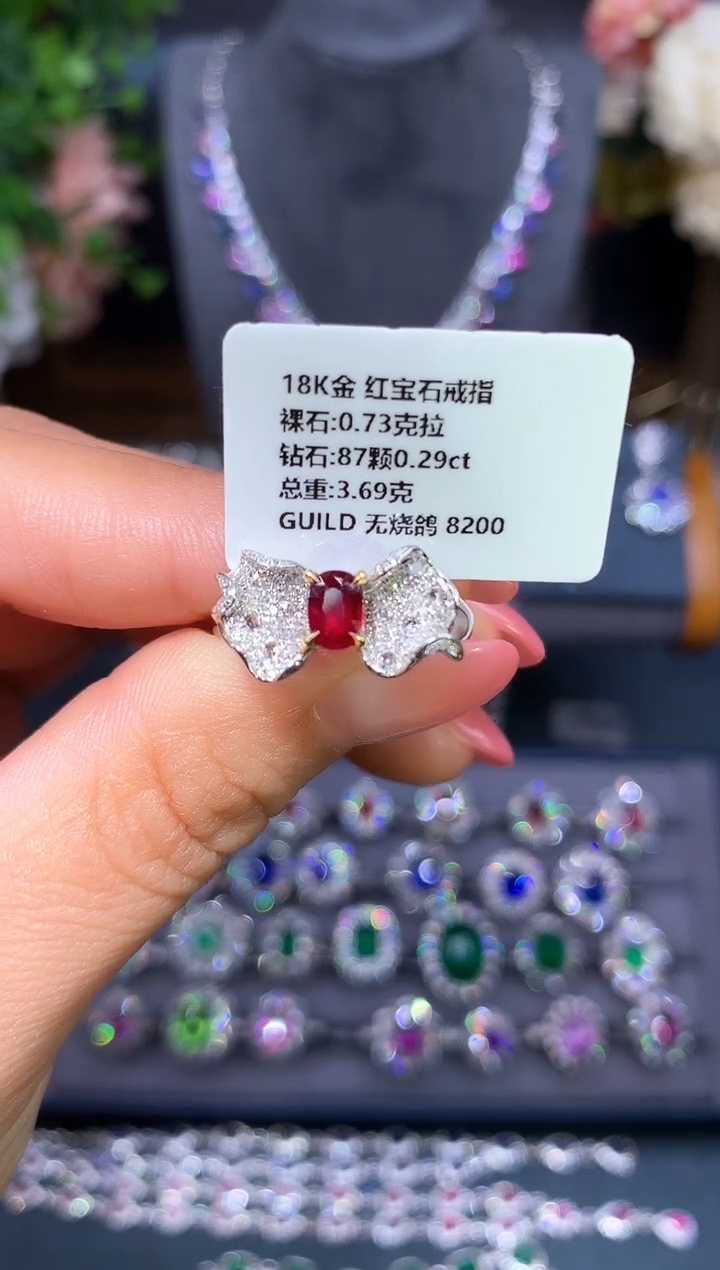 18K金 红宝石戒指
裸石:0.73克拉
钻石:87颗0.29ct
总重:3.69克
GUILD 无烧鸽 8200